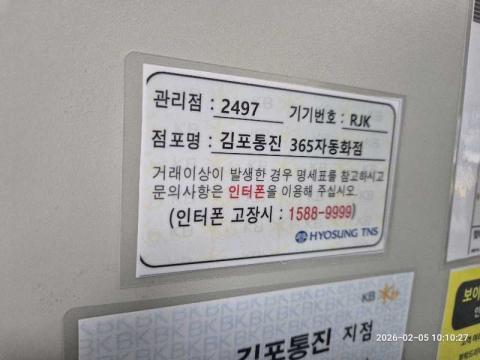 관리점 : 2497 기기번호 : RJK
점포명 : 김포통진 365자동화점
거래이상이 발생한 경우 명세표를 참고하시고
문의사항은 인터폰을 이용해 주십시오.
(인터폰 고장시 : 1588-9999)
HYOSUNG TNS
KB
김포통진 지점
보이
2026-02-05 10:10:27